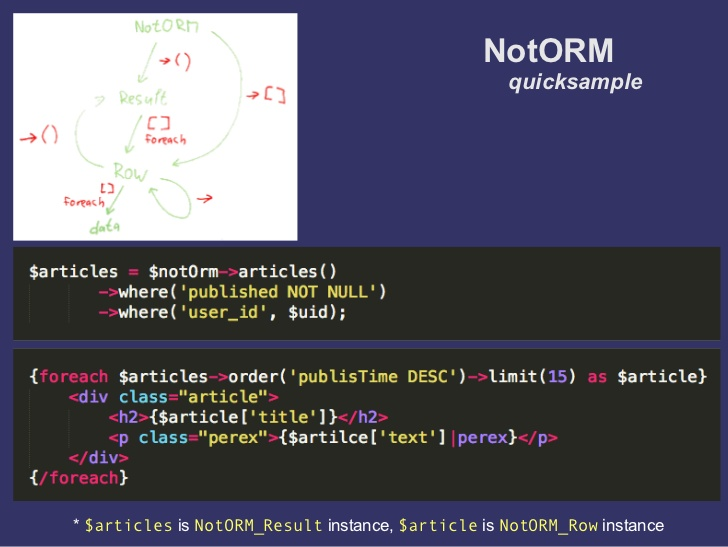 NotORM
quicksample
NotORM
→()
Result
→[]
[]
foreach
→()
Row
[]
foreach
→
data
$articles = $notOrm->articles()
->where('published NOT NULL')
->where('user_id', $uid);
{foreach $articles->order('publisTime DESC')->limit(15) as $article}
<div class="article">
<h2>{$article['title']}</h2>
<p class="perex">{$artilce['text']|perex}</p>
</div>
{/foreach}
* $articles is NotORM_Result instance, $article is NotORM_Row instance